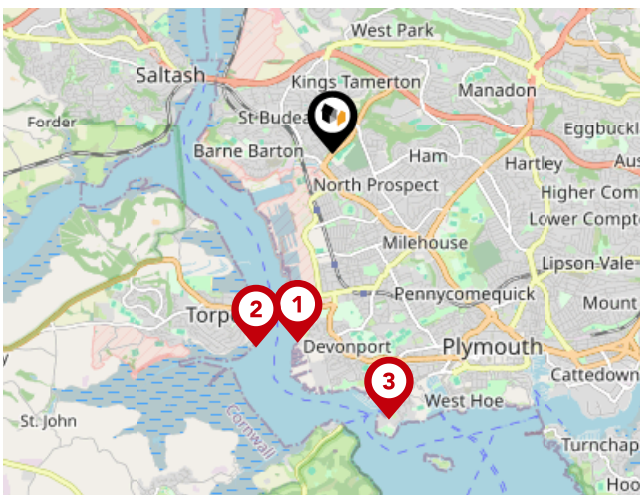 West Park
Saltash
Kings Tamerton
Manadon
Forder
St Budea
Eggbuckl
Barne Barton
Ham
Hartley
Aus
North Prospect
Higher Com
Lower Compt
Milehouse
Lipson Vale
Pennycomequick
Mount
2
1
Torp
Devonport
Plymouth
3
Cattedown
West Hoe
St. John
Cornwall
Turnchap
Hoo